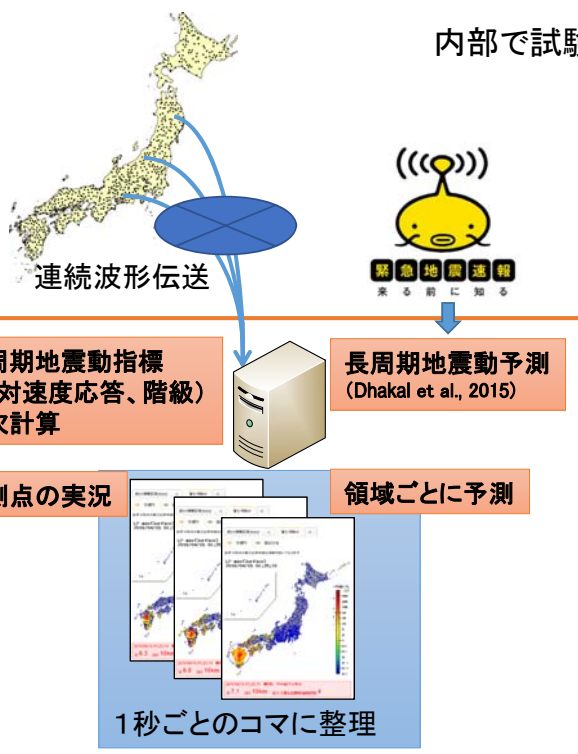 内部で試験
連続波形伝送
緊急地震速報
来る前に知る
周期地震動指標
対速度応答、階級）
次計算
長周期地震動予測
(Dhakal et al., 2015)
測点の実況
領域ごとに予測
１秒ごとのコマに整理